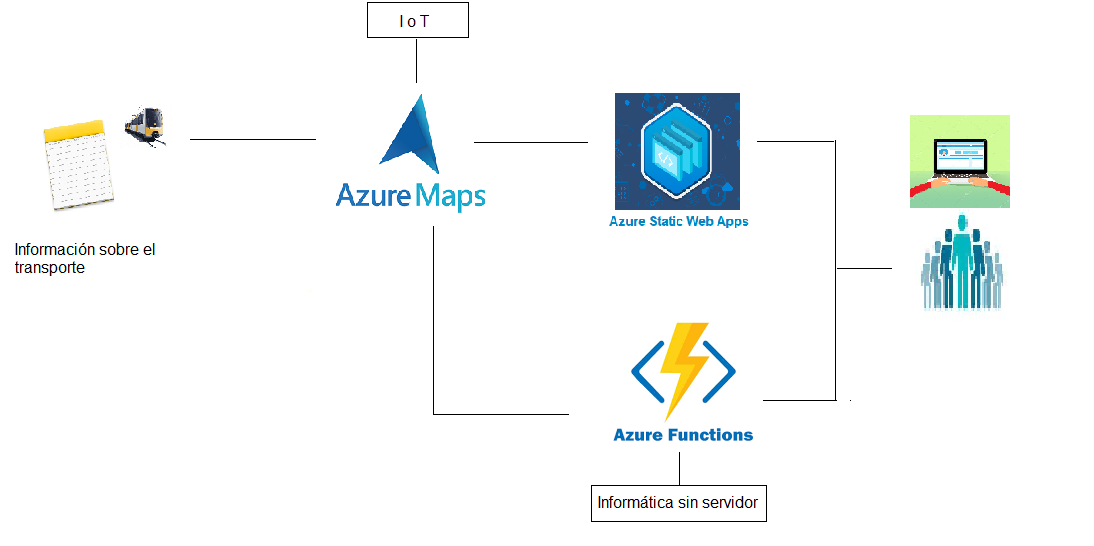 I o T
Azure Maps
Azure Static Web Apps
Información sobre el
transporte
Azure Functions
Informática sin servidor